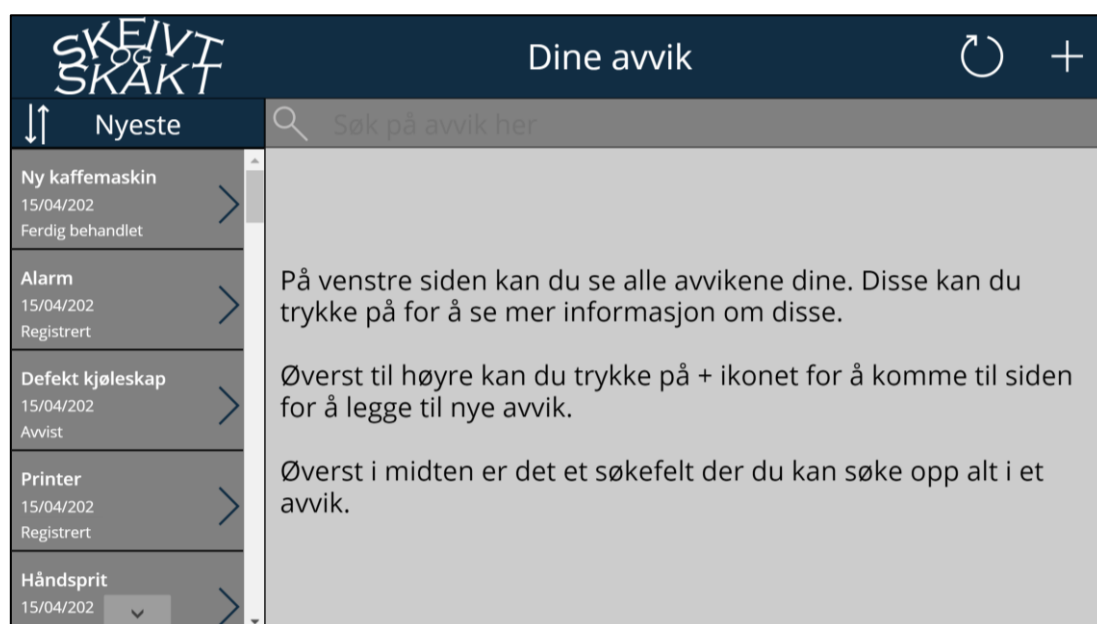 SKEIVT
OG
SKAKT
Dine avvik
Nyeste
Søk på avvik her
Ny kaffemaskin
15/04/202
Ferdig behandlet
Alarm
15/04/202
Registrert
Defekt kjøleskap
15/04/202
Avvist
Printer
15/04/202
Registrert
Håndsprit
15/04/202
På venstre siden kan du se alle avvikene dine. Disse kan du
trykke på for å se mer informasjon om disse.
Øverst til høyre kan du trykke på + ikonet for å komme til siden
for å legge til nye avvik.
Øverst i midten er det et søkefelt der du kan søke opp alt i et
avvik.